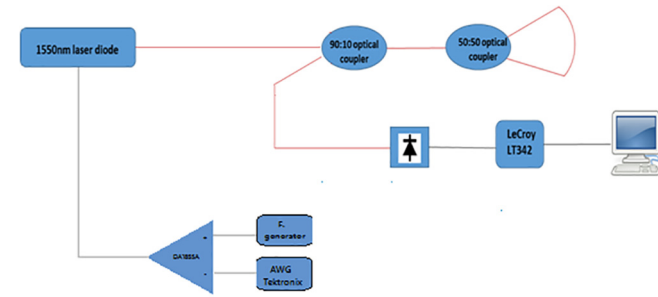 1550nm laser diode
90:10 optical
coupler
50:50 optical
coupler
LeCroy
LT342
DA1855A
+
-
F.
generator
AWG
Tektronix